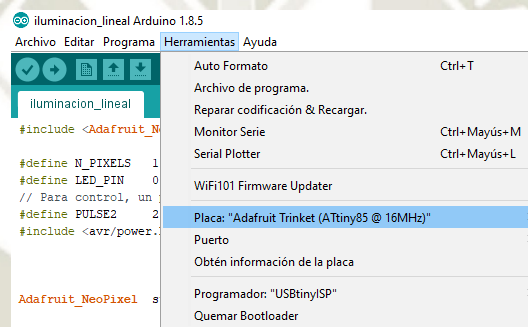 iluminacion_lineal Arduino 1.8.5
Archivo Editar Programa Herramientas Ayuda
iluminacion_lineal
Auto Formato Ctrl+T
Archivo de programa.
Reparar codificación & Recargar.
Monitor Serie Ctrl+Mayús+M
Serial Plotter Ctrl+Mayús+L
WiFi101 Firmware Updater
Placa: "Adafruit Trinket (ATtiny85 @ 16MHz)"
Puerto
Obtén información de la placa
Programador: "USBtinyISP"
Quemar Bootloader
#include <Adafruit_Ne
#define N_PIXELS 1
#define LED_PIN 0
// Para control, un
#define PULSE2 2
#include <avr/power.
Adafruit_NeoPixel s